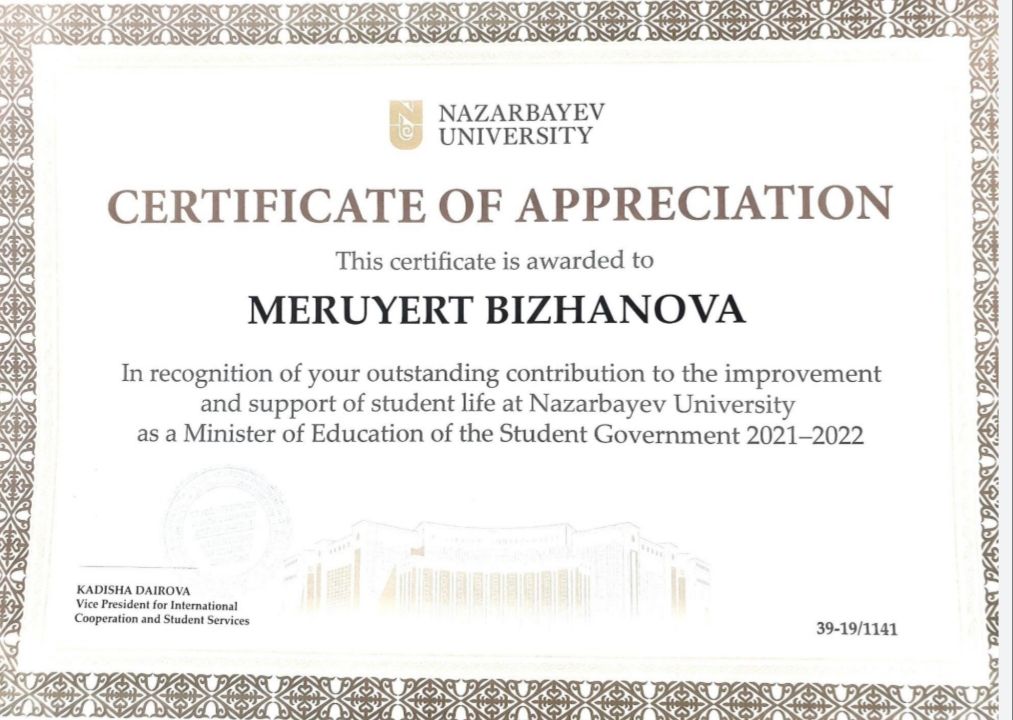 NAZARBAYEV
UNIVERSITY
CERTIFICATE OF APPRECIATION
This certificate is awarded to
MERUYERT BIZHANOVA
In recognition of your outstanding contribution to the improvement
and support of student life at Nazarbayev University
as a Minister of Education of the Student Government 2021–2022
KADISHA DAIROVA
Vice President for International
Cooperation and Student Services
39-19/1141